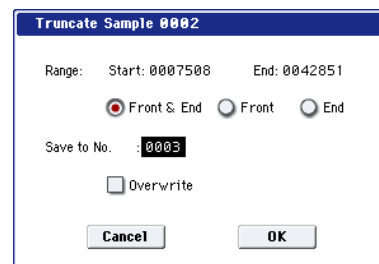 Truncate Sample 0002
Range: Start: 0007508 End: 0042851
Front & End Front End
Save to No. :0003
Overwrite
Cancel OK